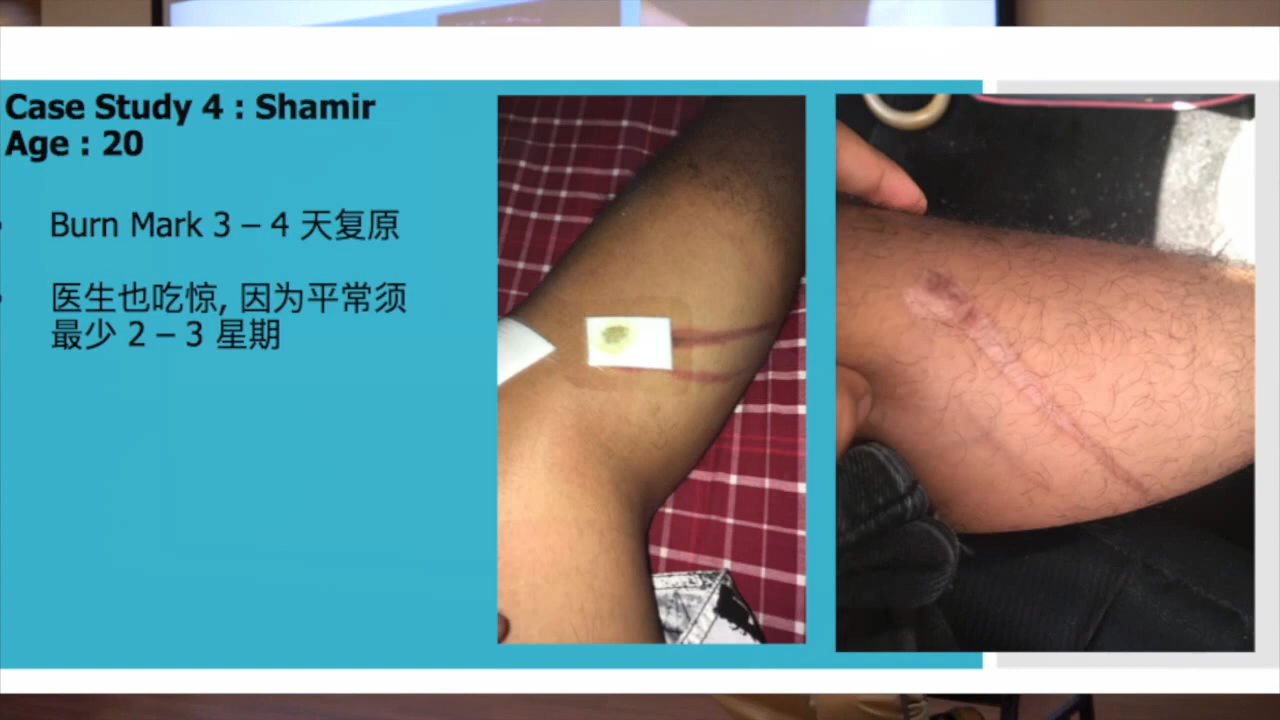 Case Study 4 : Shamir
Age : 20
Burn Mark 3 – 4 天复原
医生也吃惊, 因为平常须
最少 2 – 3 星期